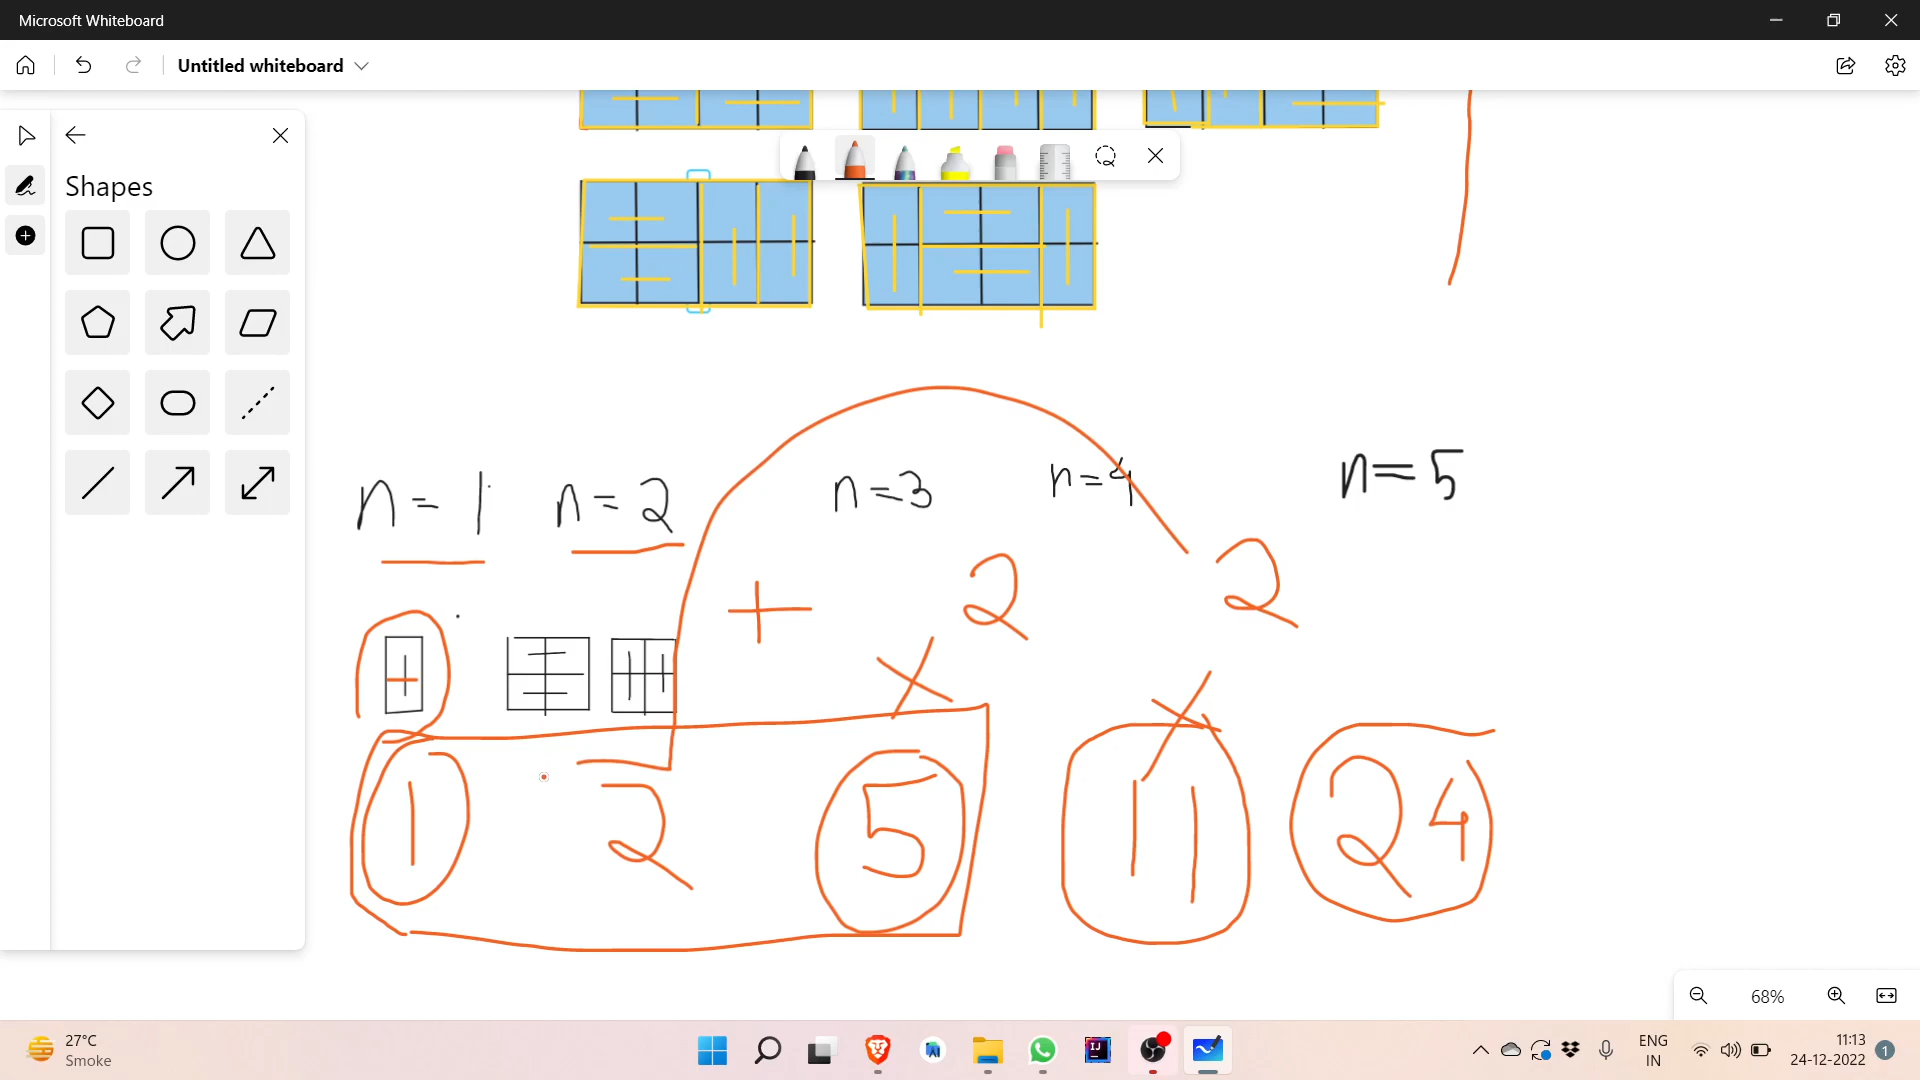 Microsoft Whiteboard
Untitled whiteboard
Shapes
n = 1 n = 2 n = 3 n = 4 n = 5
+ 2 2
× ×
1 2 5 11 24
68%
27°C
Smoke
IJ
ENG
IN
11:13
24-12-2022
1